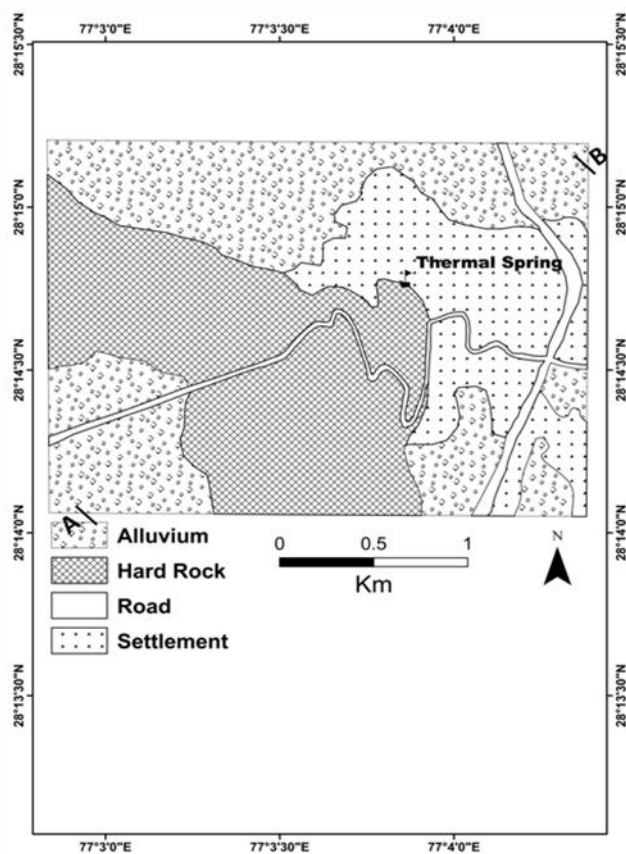 77°3'0"E 77°3'30"E 77°4'0"E
28°15'30"N 28°15'30"N
B
28°15'0"N 28°15'0"N
Thermal Spring
28°14'30"N 28°14'30"N
A
28°14'0"N 28°14'0"N
Alluvium
Hard Rock
Road
Settlement
0 0.5 1
Km
N
28°13'30"N 28°13'30"N
77°3'0"E 77°3'30"E 77°4'0"E